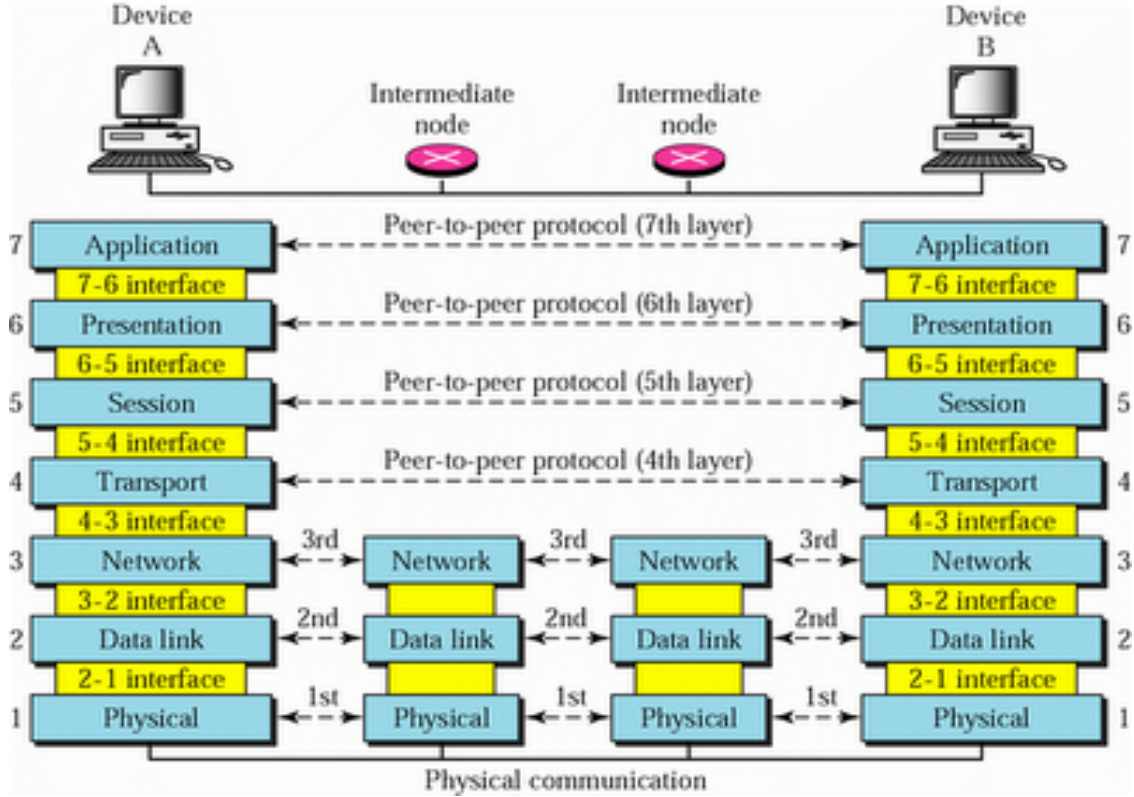 Device
A
Device
B
Intermediate
node
Intermediate
node
Peer-to-peer protocol (7th layer)
7 Application
Application 7
7-6 interface
7-6 interface
Peer-to-peer protocol (6th layer)
6 Presentation
Presentation 6
6-5 interface
6-5 interface
Peer-to-peer protocol (5th layer)
5 Session
Session 5
5-4 interface
5-4 interface
Peer-to-peer protocol (4th layer)
4 Transport
Transport 4
4-3 interface
4-3 interface
3rd
3rd
3rd
3 Network
Network
Network
Network 3
3-2 interface
3-2 interface
2nd
2nd
2nd
2 Data link
Data link
Data link
Data link 2
2-1 interface
2-1 interface
1st
1st
1st
1 Physical
Physical
Physical
Physical 1
Physical communication